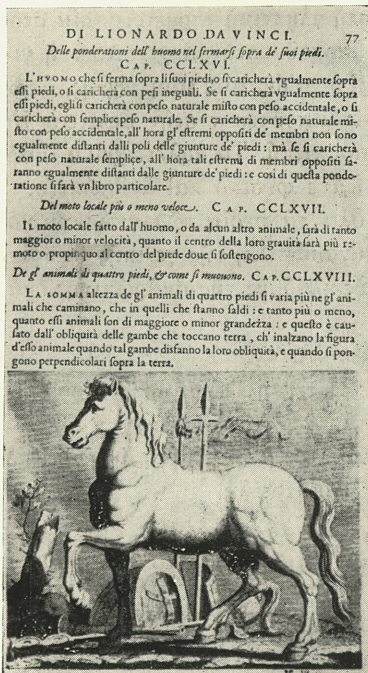 DI LIONARDO DA VINCI. 77
Delle ponderationi dell' huomo nel fermarsi sopra de' suoi piedi.
CAP. CCLXVI.
L'HVOMO che si ferma sopra li suoi piedi, o si caricherà vgualmente sopra
essi piedi, o si caricherà con pesi ineguali. Se si caricherà vgualmente sopra
essi piedi, egli si caricherà con peso naturale misto con peso accidentale, o si
caricherà con semplice peso naturale. Se si caricherà con peso naturale mi-
sto con peso accidentale, all' hora gl' estremi oppositi de' membri non sono
egualmente distanti dalli poli delle giunture de' piedi: mà se si caricherà
con peso naturale semplice, all' hora tali estremi di membri oppositi sa-
ranno egualmente distanti dalle giunture de' piedi: e cosi di questa ponde-
ratione si farà vn libro particolare.
Del moto locale più o meno veloce. CAP. CCLXVII.
IL moto locale fatto dall' huomo, o da alcun altro animale, sarà di tanto
maggior o minor velocità, quanto il centro della loro grauità sarà più re-
moto o propinquo al centro del piede doue si sostengono.
De gl' animali di quattro piedi, & come si muouono. CAP. CCLXVIII.
LA SOMMA altezza de gl' animali di quattro piedi si varia più ne gl' ani-
mali che caminano, che in quelli che stanno saldi: e tanto più o meno,
quanto essi animali son di maggiore o minor grandezza: e questo è cau-
sato dall' obliquità delle gambe che toccano terra, ch' inalzano la figura
d'esso animale quando tal gambe disfanno la loro obliquità, e quando si pon-
gono perpendicolari sopra la terra.